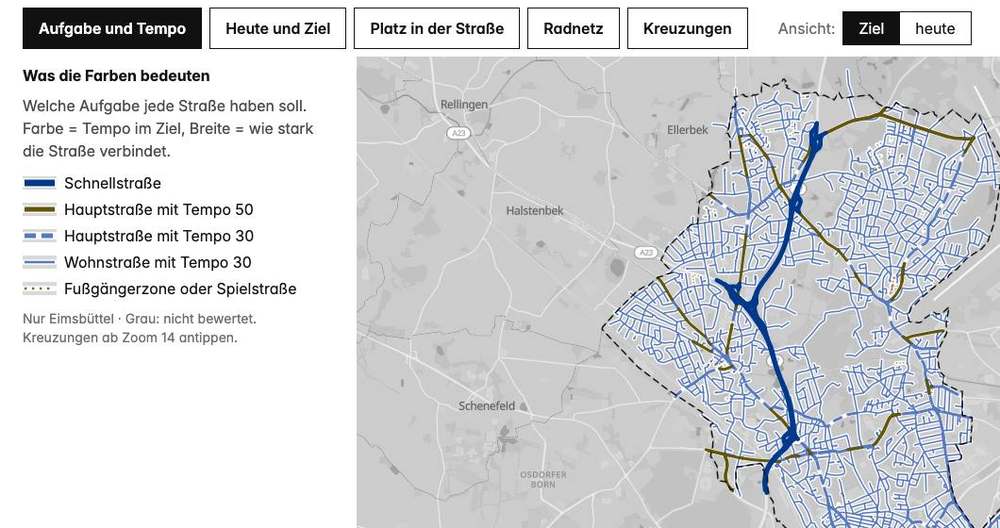 Aufgabe und Tempo
Heute und Ziel
Platz in der Straße
Radnetz
Kreuzungen
Ansicht:
Ziel
heute
Was die Farben bedeuten
Welche Aufgabe jede Straße haben soll.
Farbe = Tempo im Ziel, Breite = wie stark
die Straße verbindet.
Schnellstraße
Hauptstraße mit Tempo 50
Hauptstraße mit Tempo 30
Wohnstraße mit Tempo 30
Fußgängerzone oder Spielstraße
Nur Eimsbüttel · Grau: nicht bewertet.
Kreuzungen ab Zoom 14 antippen.
Rellingen
A23
Ellerbek
Halstenbek
A23
Schenefeld
OSDORFER
BORN